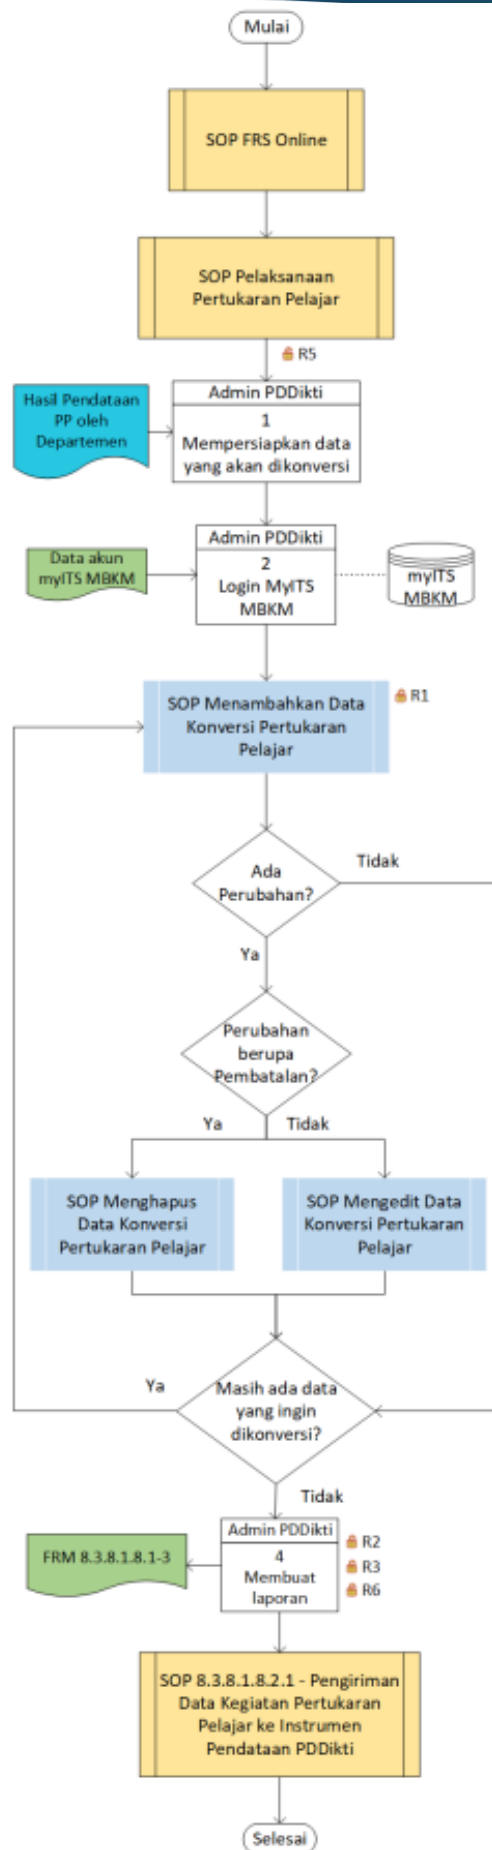 Mulai
SOP FRS Online
SOP Pelaksanaan
Pertukaran Pelajar
R5
Hasil Pendataan
PP oleh
Departemen
Admin PDDikti
1
Mempersiapkan data
yang akan dikonversi
Data akun
myITS MBKM
Admin PDDikti
2
Login MyITS
MBKM
myITS
MBKM
SOP Menambahkan Data
Konversi Pertukaran
Pelajar
R1
Ada
Perubahan?
Tidak
Ya
Perubahan
berupa
Pembatalan?
Ya
Tidak
SOP Menghapus
Data Konversi
Pertukaran Pelajar
SOP Mengedit Data
Konversi Pertukaran
Pelajar
Ya
Masih ada data
yang ingin
dikonversi?
Tidak
FRM 8.3.8.1.8.1-3
Admin PDDikti
4
Membuat
laporan
R2
R3
R6
SOP 8.3.8.1.8.2.1 - Pengiriman
Data Kegiatan Pertukaran
Pelajar ke Instrumen
Pendataan PDDikti
Selesai